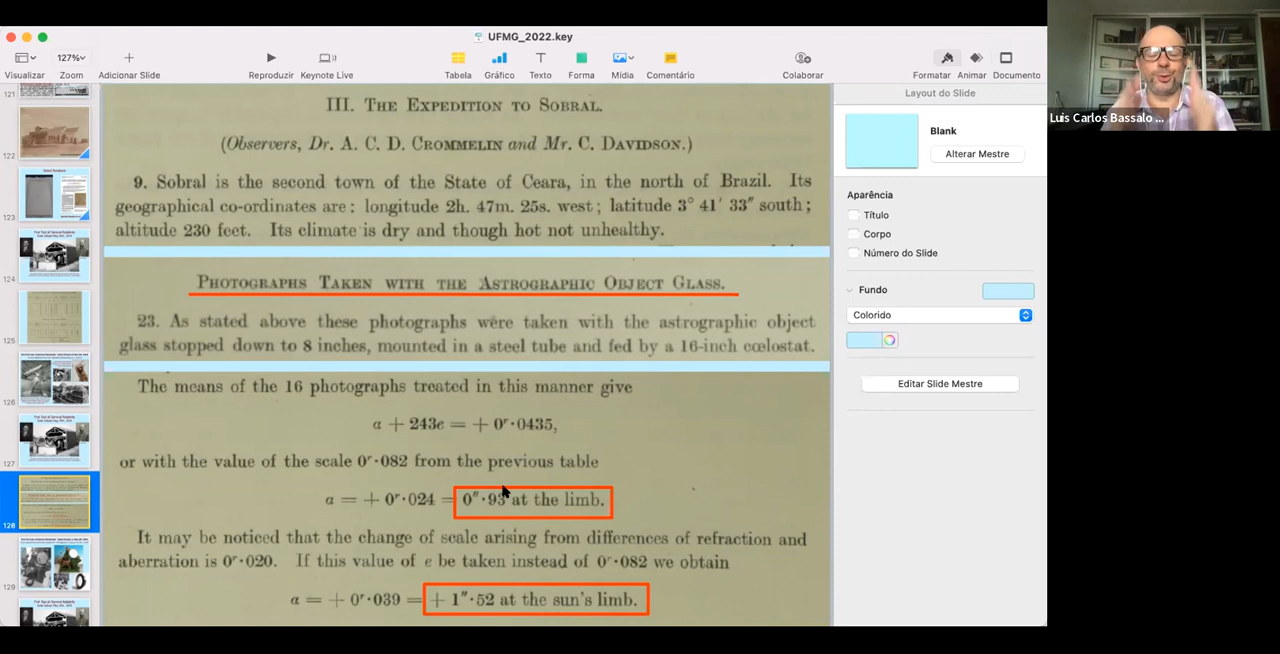 UFMG_2022.key
127%
Visualizar
Zoom
Adicionar Slide
Reproduzir
Keynote Live
Tabela
Gráfico
Texto
Forma
Mídia
Comentário
Colaborar
Formatar
Animar
Documento
121
122
123
124
125
126
127
128
129
III. The Expedition to Sobral.
(Observers, Dr. A. C. D. Crommelin and Mr. C. Davidson.)
9. Sobral is the second town of the State of Ceara, in the north of Brazil. Its
geographical co-ordinates are : longitude 2h. 47m. 25s. west ; latitude 3° 41′ 33″ south ;
altitude 230 feet. Its climate is dry and though hot not unhealthy.
Photographs Taken with the Astrographic Object Glass.
23. As stated above these photographs were taken with the astrographic object
glass stopped down to 8 inches, mounted in a steel tube and fed by a 16-inch cœlostat.
The means of the 16 photographs treated in this manner give
a + 243e = + 0ʳ·0435,
or with the value of the scale 0ʳ·082 from the previous table
a = + 0ʳ·024 = 0″·93 at the limb.
It may be noticed that the change of scale arising from differences of refraction and
aberration is 0ʳ·020. If this value of e be taken instead of 0ʳ·082 we obtain
a = + 0ʳ·039 = + 1″·52 at the sun's limb.
Layout do Slide
Blank
Alterar Mestre
Aparência
Título
Corpo
Número do Slide
Fundo
Colorido
Editar Slide Mestre
Luis Carlos Bassalo ...